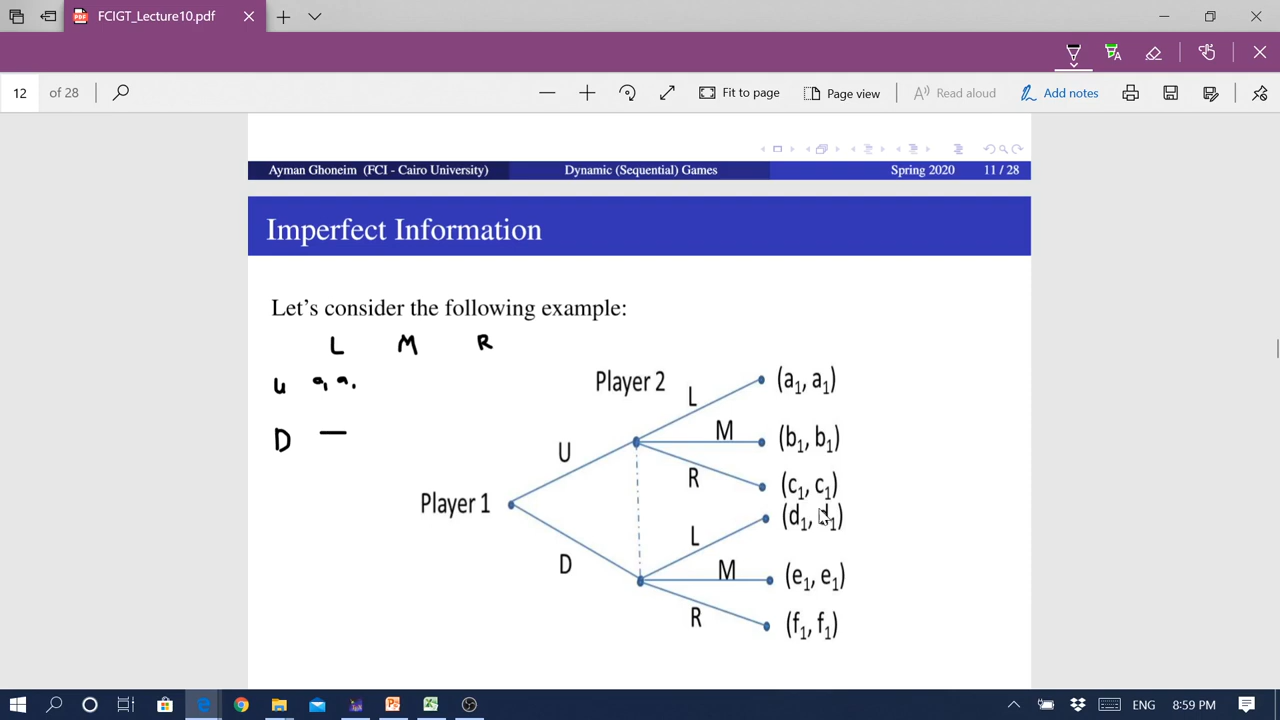 FCIGT_Lecture10.pdf
12 of 28
Fit to page
Page view
Read aloud
Add notes
Ayman Ghoneim (FCI - Cairo University) Dynamic (Sequential) Games Spring 2020 11 / 28
Imperfect Information
Let's consider the following example:
L M R
U a₁ a₁
D
Player 1
U
D
Player 2
L (a₁, a₁)
M (b₁, b₁)
R (c₁, c₁)
L (d₁, d₁)
M (e₁, e₁)
R (f₁, f₁)
ENG 8:59 PM